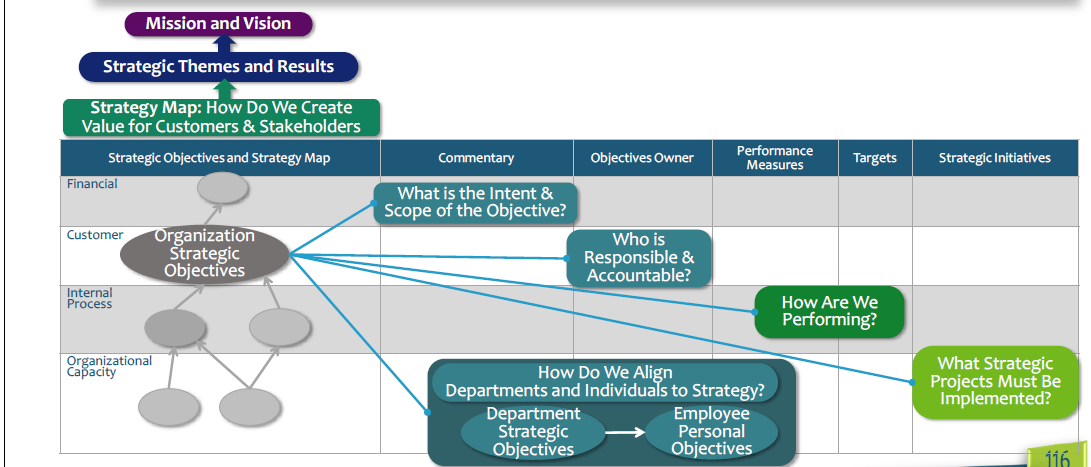 Mission and Vision
Strategic Themes and Results
Strategy Map: How Do We Create
Value for Customers & Stakeholders
Strategic Objectives and Strategy Map
Commentary
Objectives Owner
Performance
Measures
Targets
Strategic Initiatives
Financial
What is the Intent &
Scope of the Objective?
Customer
Organization
Strategic
Objectives
Who is
Responsible &
Accountable?
Internal
Process
How Are We
Performing?
Organizational
Capacity
What Strategic
Projects Must Be
Implemented?
How Do We Align
Departments and Individuals to Strategy?
Department
Strategic
Objectives
Employee
Personal
Objectives
116